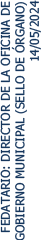 FEDATARIO: DIRECTOR DE LA OFICINA DE
GOBIERNO MUNICIPAL (SELLO DE ÓRGANO)
14/05/2024